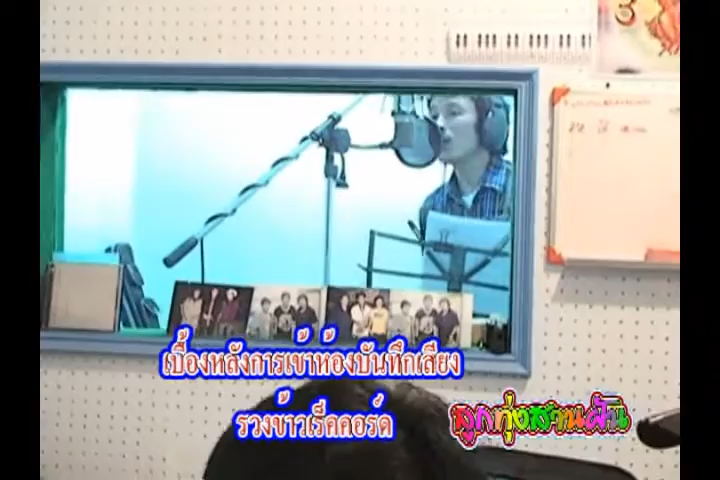 3
เบื้องหลังการเข้าห้องบันทึกเสียง
รวงข้าวเร็คคอร์ด
ลูกทุ่งสานฝัน